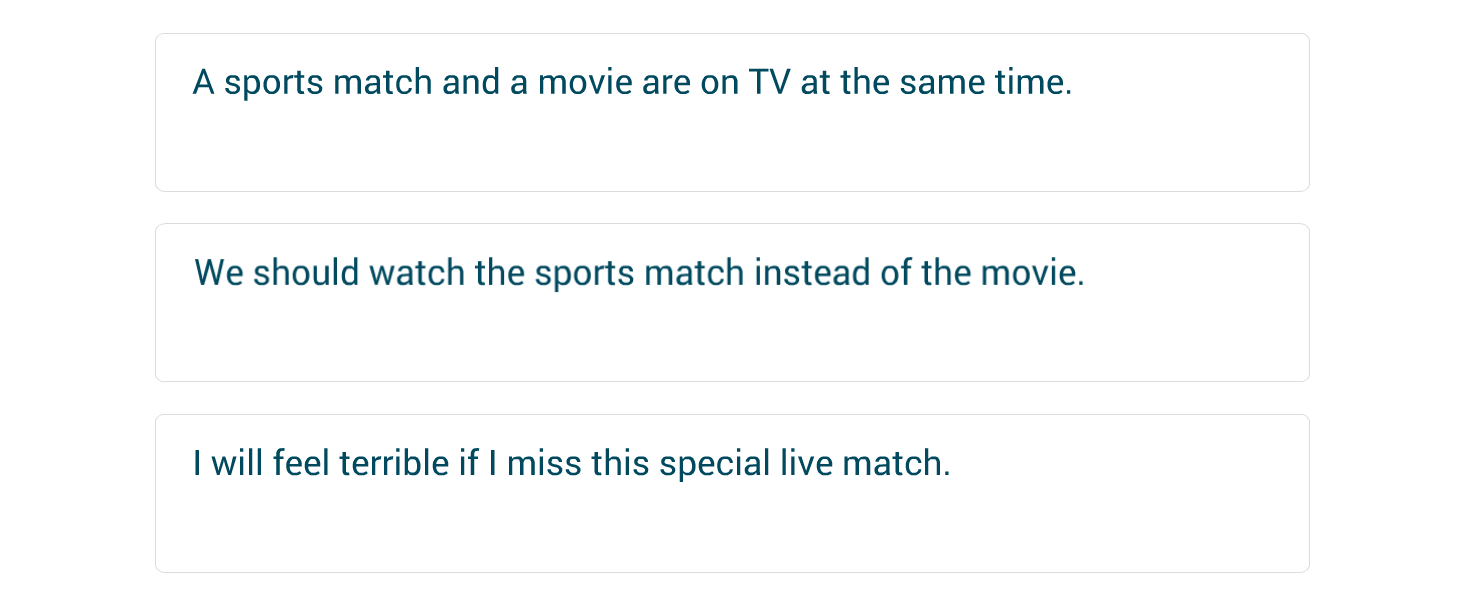 A sports match and a movie are on TV at the same time.
We should watch the sports match instead of the movie.
I will feel terrible if I miss this special live match.